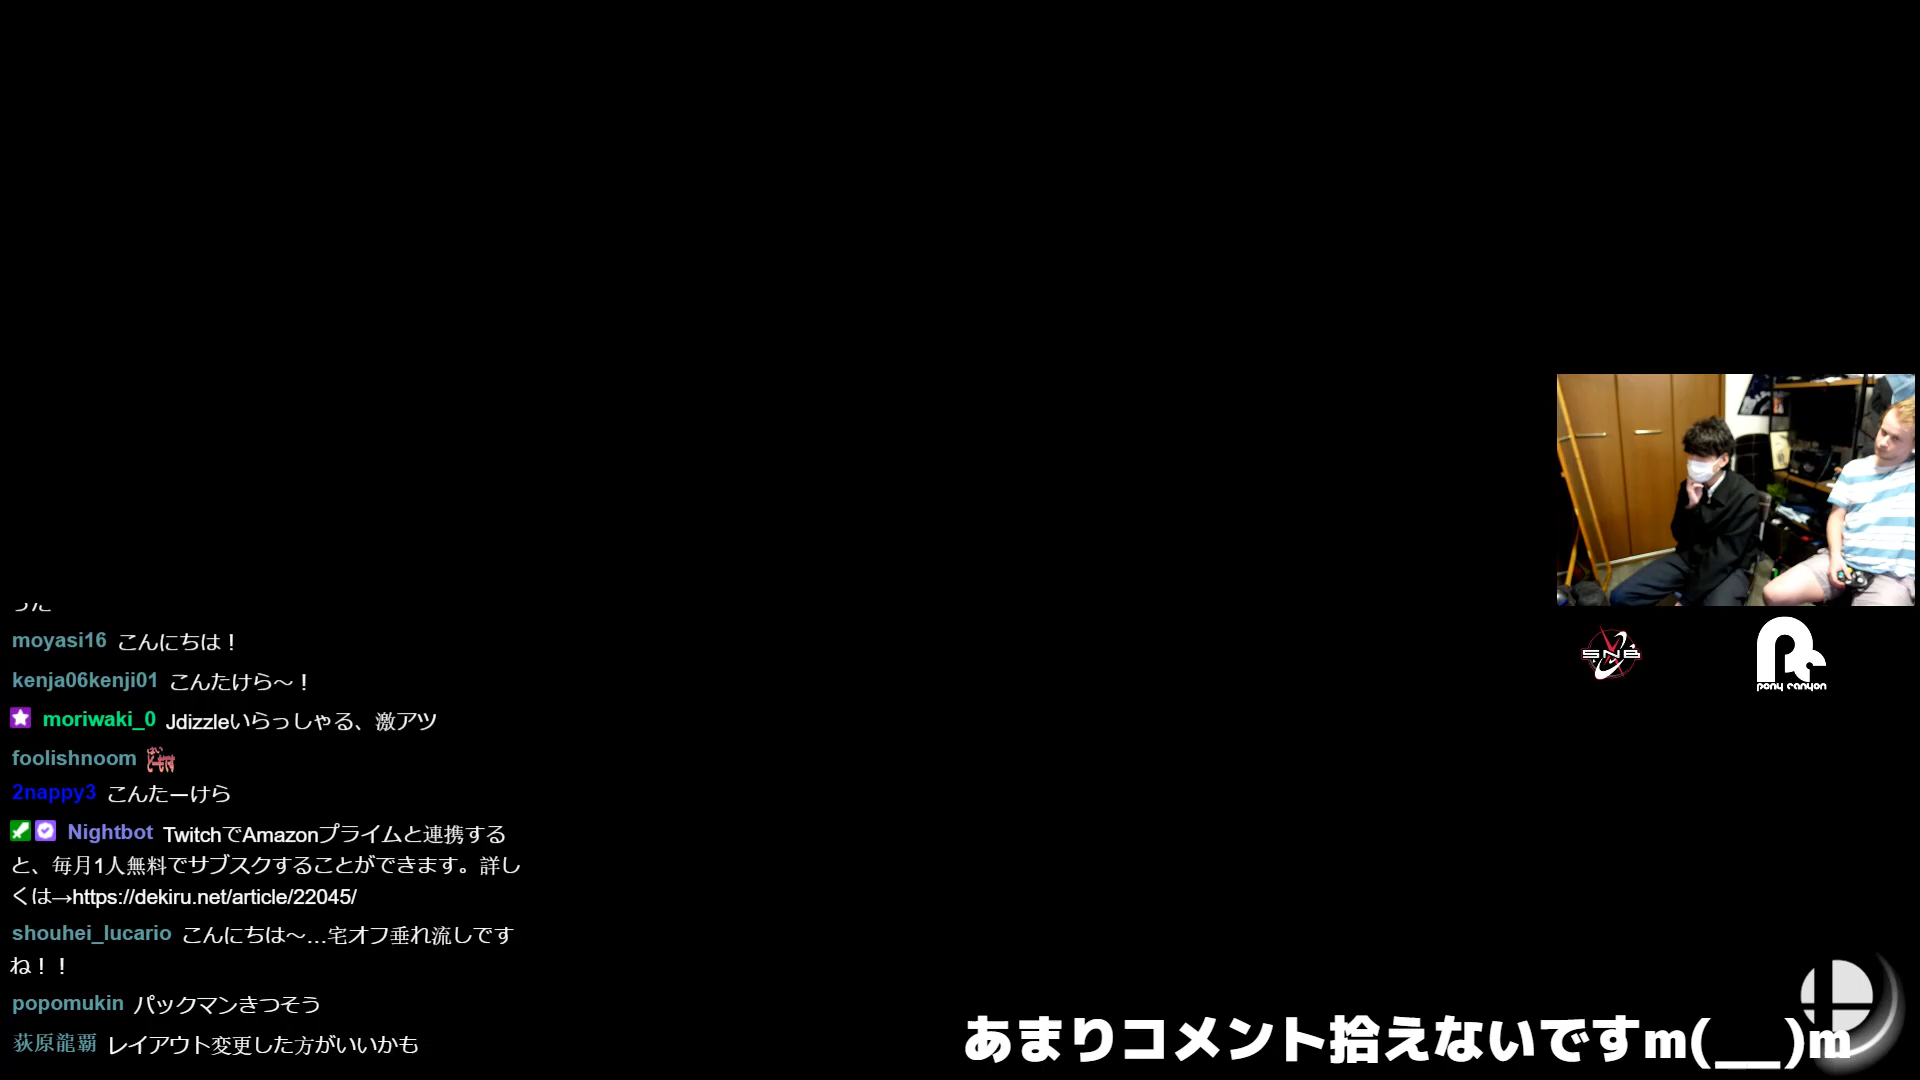 moyasi16 こんにちは！
kenja06kenji01 こんたけら～！
moriwaki_0 Jdizzleいらっしゃる、激アツ
foolishnoom
2nappy3 こんたーけら
Nightbot TwitchでAmazonプライムと連携する
と、毎月1人無料でサブスクすることができます。詳し
くは→https://dekiru.net/article/22045/
shouhei_lucario こんにちは～…宅オフ垂れ流しです
ね！！
popomukin パックマンきつそう
荻原龍覇 レイアウト変更した方がいいかも
SNB
pony canyon
あまりコメント拾えないですm(__)m